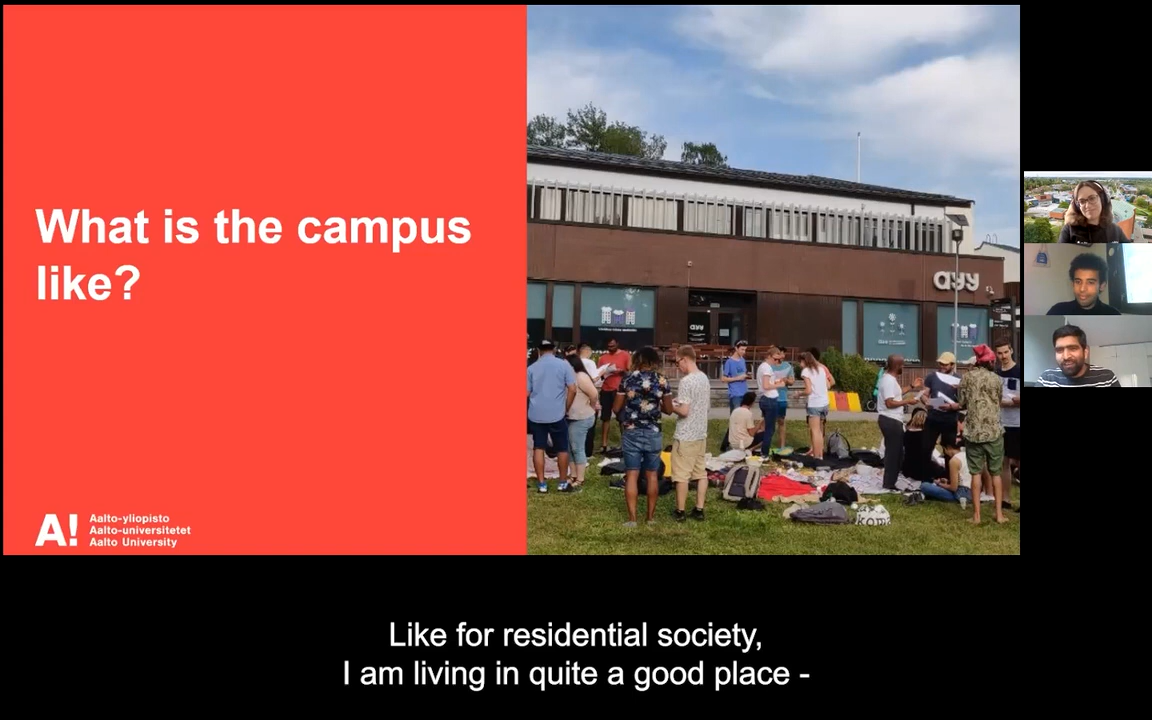 What is the campus
like?
A!
Aalto-yliopisto
Aalto-universitetet
Aalto University
ayy
ayy
Like for residential society,
I am living in quite a good place -